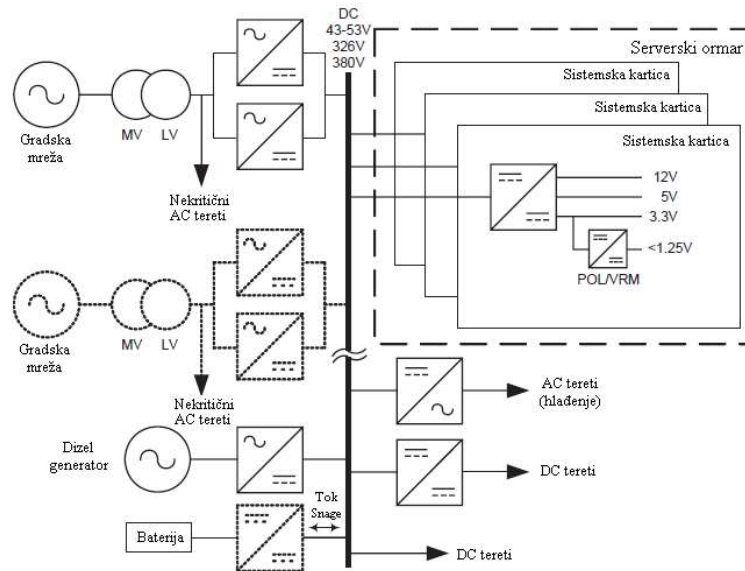 DC
43-53V
326V
380V
Serverski ormar
Sistemska kartica
Sistemska kartica
Sistemska kartica
12V
5V
3.3V
<1.25V
POL/VRM
MV LV
Gradska
mreža
Nekritični
AC tereti
MV LV
Gradska
mreža
Nekritični
AC tereti
AC tereti
(hlađenje)
Dizel
generator
DC tereti
Tok
Snage
Baterija
DC tereti